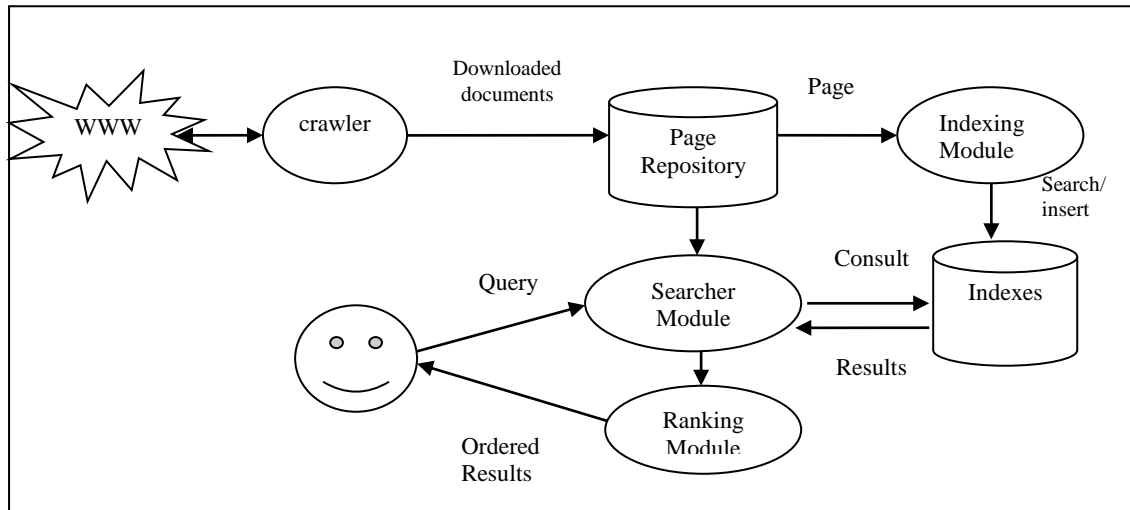 WWW
crawler
Downloaded
documents
Page
Repository
Page
Indexing
Module
Search/
insert
Indexes
Consult
Results
Searcher
Module
Query
Ranking
Module
Ordered
Results